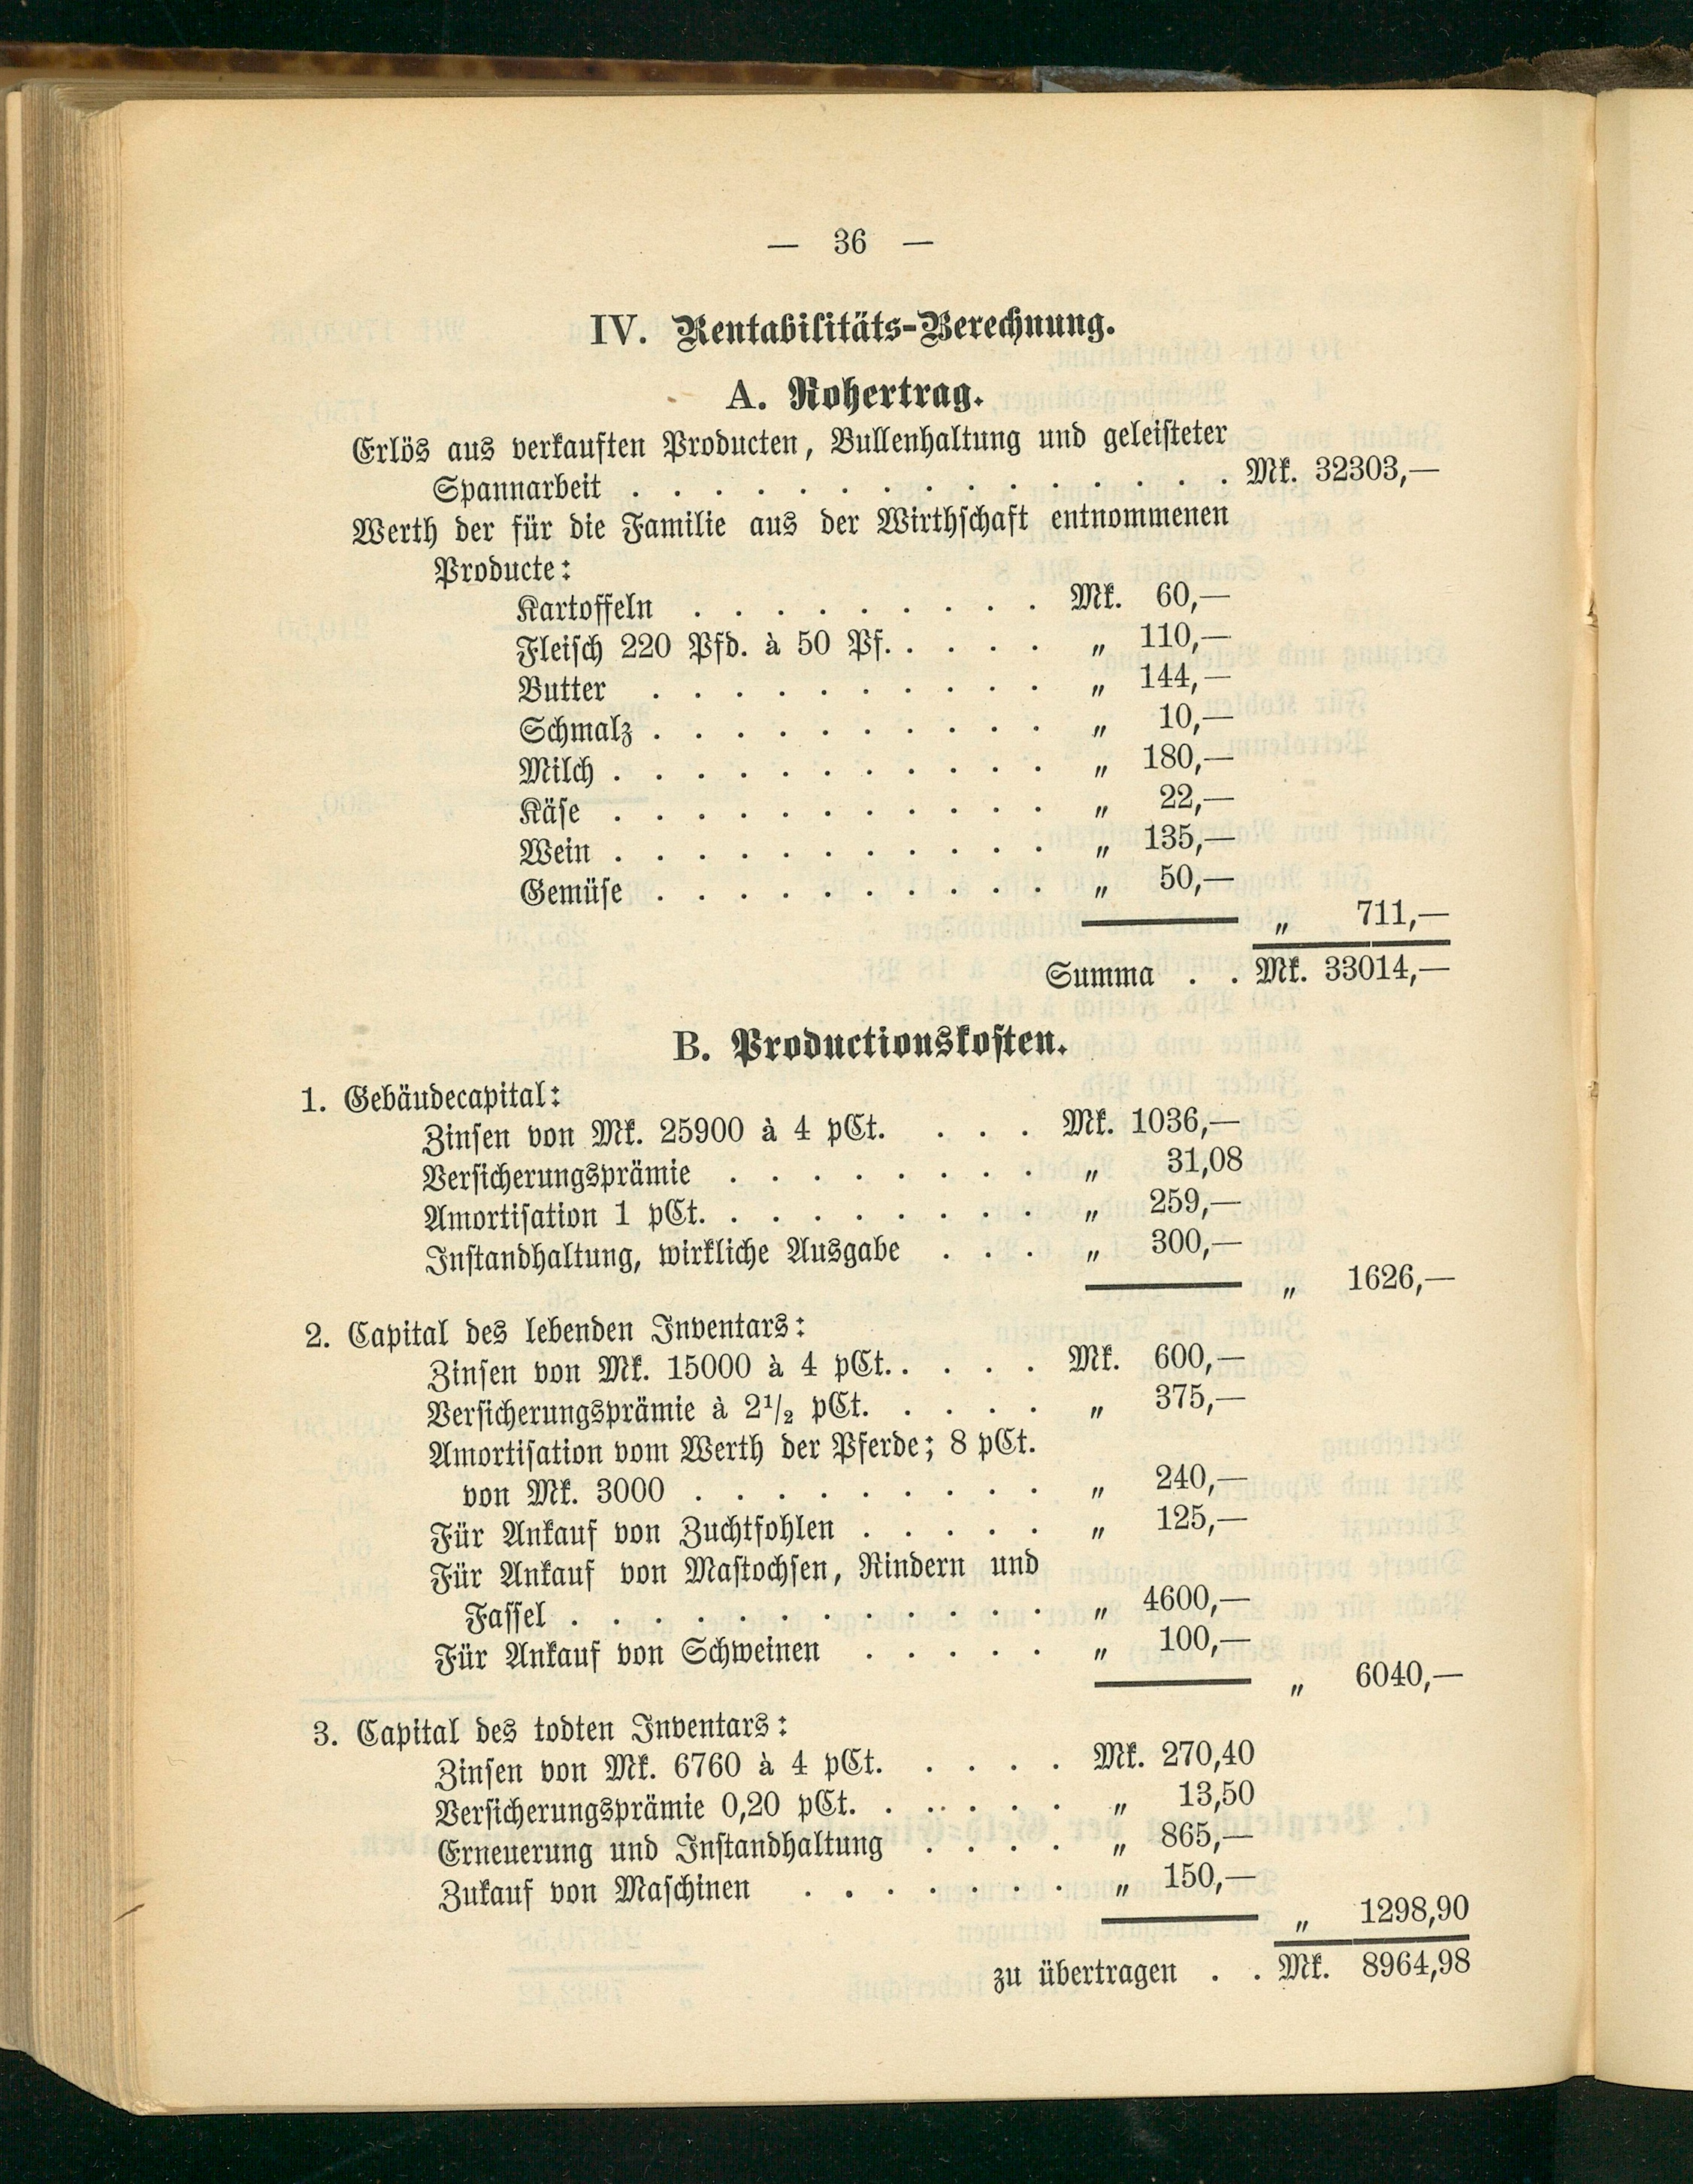 — 36 —
IV. Rentabilitäts-Berechnung.
A. Rohertrag.
Erlös aus verkauften Producten, Bullenhaltung und geleisteter
Spannarbeit . . . . . . . . . . . . . . . Mk. 32303,—
Werth der für die Familie aus der Wirthschaft entnommenen
Producte:
Kartoffeln . . . . . . . . . Mk. 60,—
Fleisch 220 Pfd. à 50 Pf. . . . . „ 110,—
Butter . . . . . . . . . . „ 144,—
Schmalz . . . . . . . . . . „ 10,—
Milch . . . . . . . . . . . „ 180,—
Käse . . . . . . . . . . . „ 22,—
Wein . . . . . . . . . . . „ 135,—
Gemüse . . . . . . . . . . „ 50,—
„ 711,—
Summa . . Mk. 33014,—
B. Productionskosten.
1. Gebäudecapital:
Zinsen von Mk. 25900 à 4 pCt. . . . Mk. 1036,—
Versicherungsprämie . . . . . . . . „ 31,08
Amortisation 1 pCt. . . . . . . . . „ 259,—
Instandhaltung, wirkliche Ausgabe . . . „ 300,—
„ 1626,—
2. Capital des lebenden Inventars:
Zinsen von Mk. 15000 à 4 pCt. . . . . Mk. 600,—
Versicherungsprämie à 2½ pCt. . . . . „ 375,—
Amortisation vom Werth der Pferde; 8 pCt.
von Mk. 3000 . . . . . . . . . „ 240,—
Für Ankauf von Zuchtfohlen . . . . . „ 125,—
Für Ankauf von Mastochsen, Rindern und
Fassel . . . . . . . . . . . . „ 4600,—
Für Ankauf von Schweinen . . . . . „ 100,—
„ 6040,—
3. Capital des todten Inventars:
Zinsen von Mk. 6760 à 4 pCt. . . . . Mk. 270,40
Versicherungsprämie 0,20 pCt. . . . . . „ 13,50
Erneuerung und Instandhaltung . . . . „ 865,—
Zukauf von Maschinen . . . . . . . „ 150,—
„ 1298,90
zu übertragen . . Mk. 8964,98